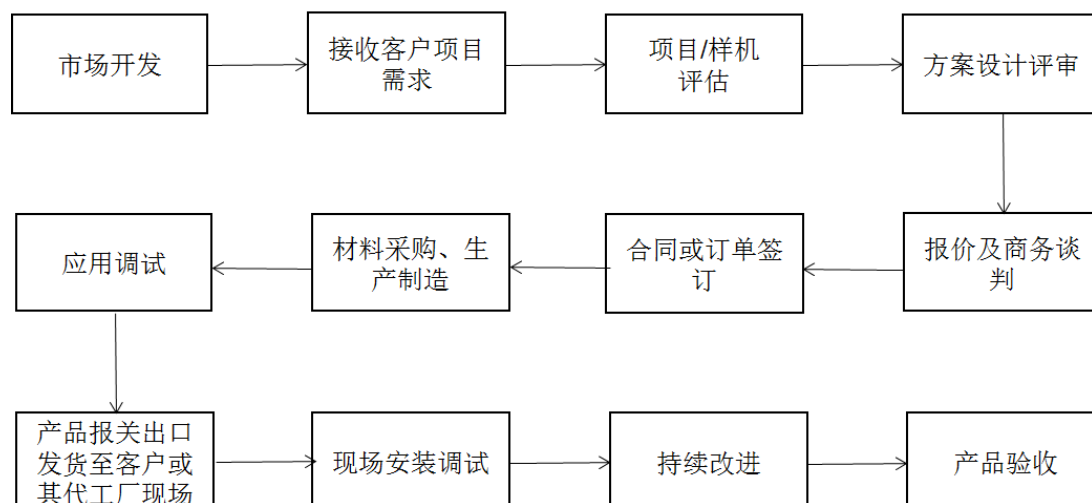 市场开发
接收客户项目
需求
项目/样机
评估
方案设计评审
报价及商务谈
判
合同或订单签
订
材料采购、生
产制造
应用调试
产品报关出口
发货至客户或
其代工厂现场
现场安装调试
持续改进
产品验收